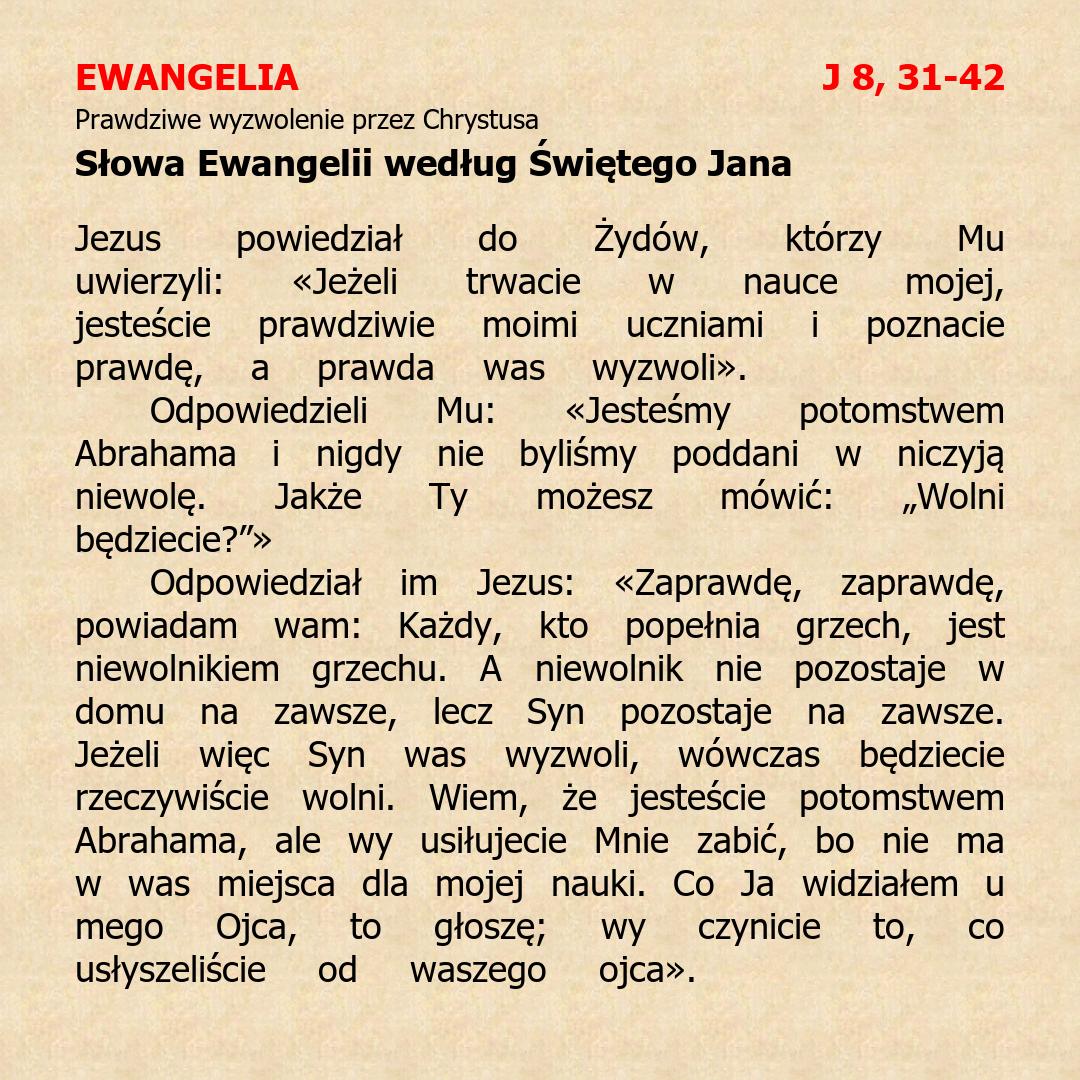 EWANGELIA J 8, 31-42
Prawdziwe wyzwolenie przez Chrystusa
Słowa Ewangelii według Świętego Jana
Jezus powiedział do Żydów, którzy Mu
uwierzyli: «Jeżeli trwacie w nauce mojej,
jesteście prawdziwie moimi uczniami i poznacie
prawdę, a prawda was wyzwoli».
Odpowiedzieli Mu: «Jesteśmy potomstwem
Abrahama i nigdy nie byliśmy poddani w niczyją
niewolę. Jakże Ty możesz mówić: „Wolni
będziecie?”»
Odpowiedział im Jezus: «Zaprawdę, zaprawdę,
powiadam wam: Każdy, kto popełnia grzech, jest
niewolnikiem grzechu. A niewolnik nie pozostaje w
domu na zawsze, lecz Syn pozostaje na zawsze.
Jeżeli więc Syn was wyzwoli, wówczas będziecie
rzeczywiście wolni. Wiem, że jesteście potomstwem
Abrahama, ale wy usiłujecie Mnie zabić, bo nie ma
w was miejsca dla mojej nauki. Co Ja widziałem u
mego Ojca, to głoszę; wy czynicie to, co
usłyszeliście od waszego ojca».